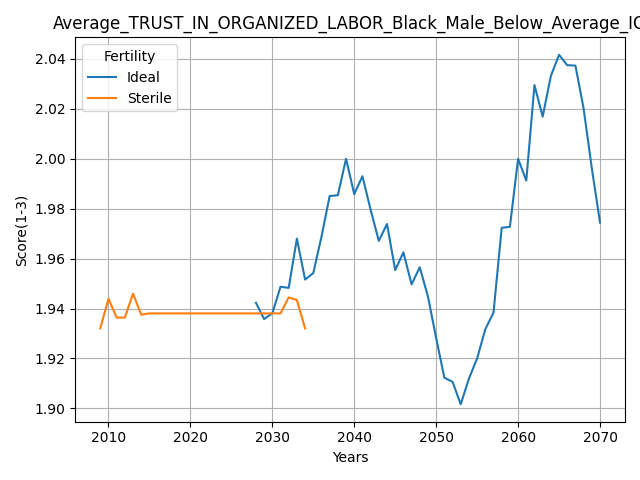 Average_TRUST_IN_ORGANIZED_LABOR_Black_Male_Below_Average_IQ
Fertility
Ideal
Sterile
Score(1-3)
2.04
2.02
2.00
1.98
1.96
1.94
1.92
1.90
2010 2020 2030 2040 2050 2060 2070
Years